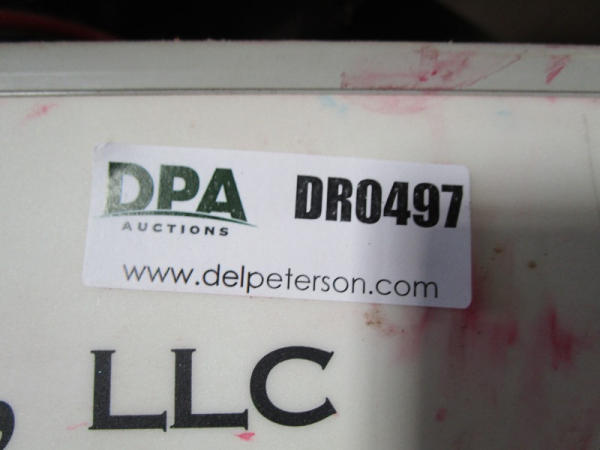 DPA DR0497
AUCTIONS
www.delpeterson.com
, LLC